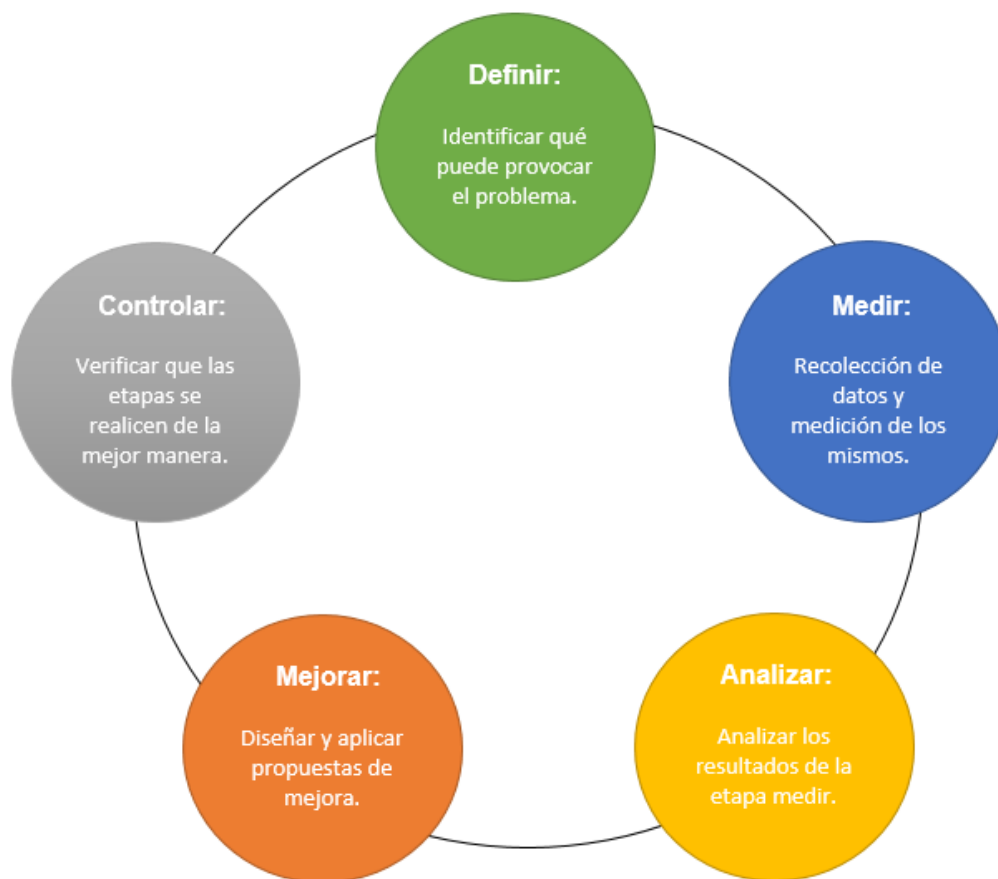 Definir:
Identificar qué
puede provocar
el problema.
Medir:
Recolección de
datos y
medición de los
mismos.
Analizar:
Analizar los
resultados de la
etapa medir.
Mejorar:
Diseñar y aplicar
propuestas de
mejora.
Controlar:
Verificar que las
etapas se
realicen de la
mejor manera.